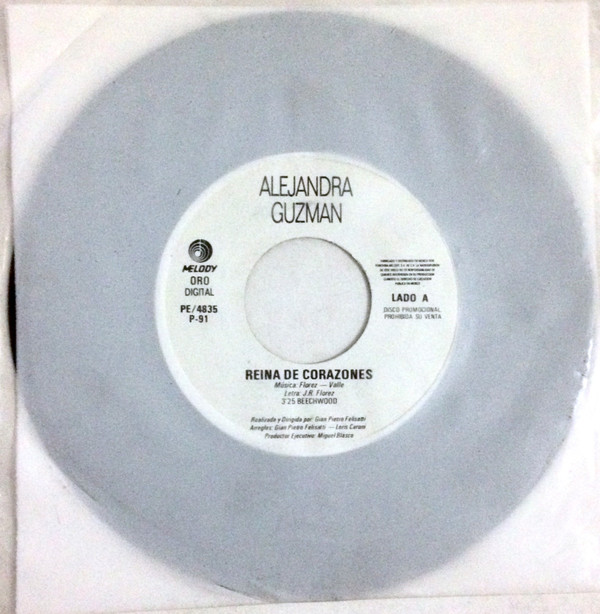 ALEJANDRA
GUZMAN
MELODY
ORO
DIGITAL
PE/4835
P-91
LADO A
DISCO PROMOCIONAL
PROHIBIDA SU VENTA
REINA DE CORAZONES
Música: Florez — Valle
Letra: J.R. Florez
3'25 BEECHWOOD
Realizado y Dirigido por: Gian Pietro Felisatti
Arreglos: Gian Pietro Felisatti — Loris Ceroni
Productor Ejecutivo: Miguel Blasco